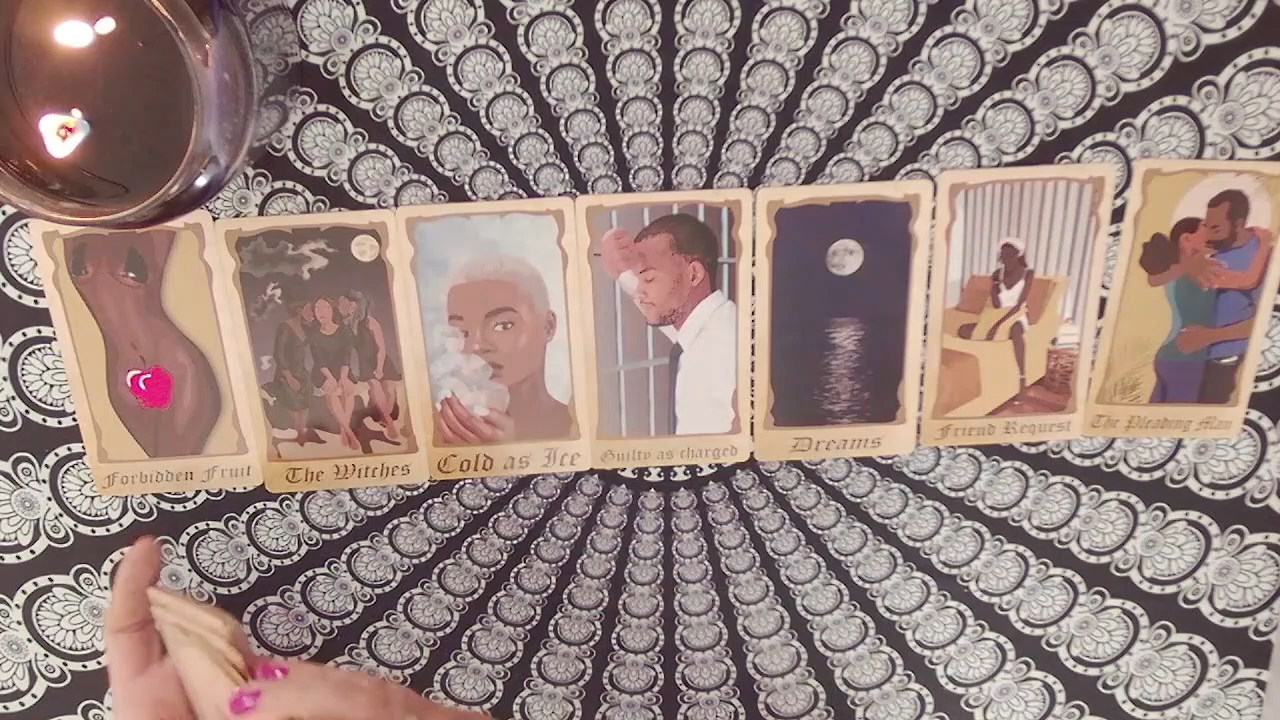 Forbidden Fruit
The Witches
Cold as Ice
Guilty as charged
Dreams
Friend Request
The Pleading Man